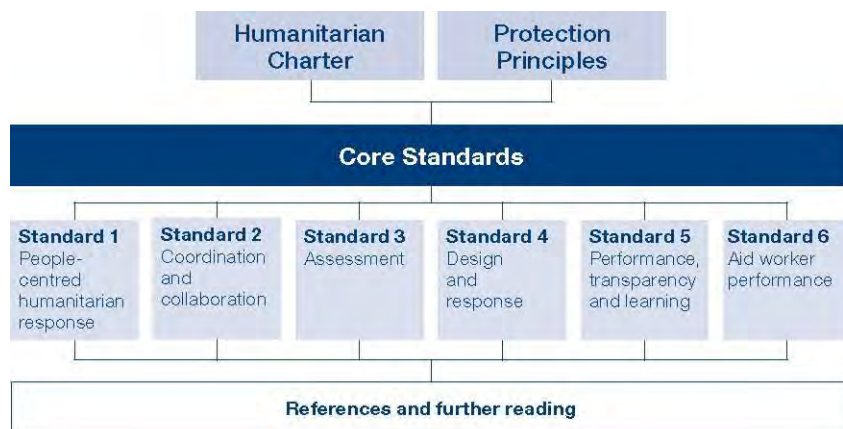 Humanitarian
Charter
Protection
Principles
Core Standards
Standard 1
People-
centred
humanitarian
response
Standard 2
Coordination
and
collaboration
Standard 3
Assessment
Standard 4
Design
and
response
Standard 5
Performance,
transparency
and learning
Standard 6
Aid worker
performance
References and further reading